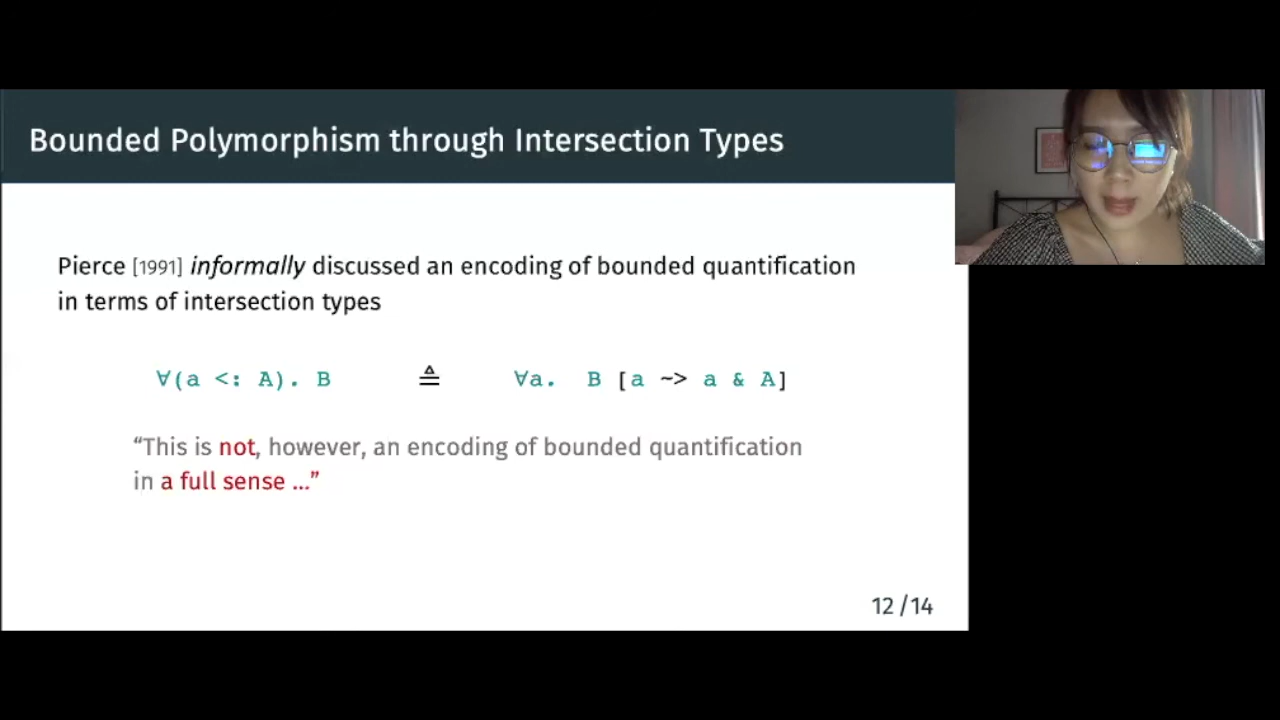 Bounded Polymorphism through Intersection Types
Pierce [1991] informally discussed an encoding of bounded quantification
in terms of intersection types
∀(a <: A). B ≜ ∀a. B [a ~> a & A]
“This is not, however, an encoding of bounded quantification
in a full sense ...”
12/14